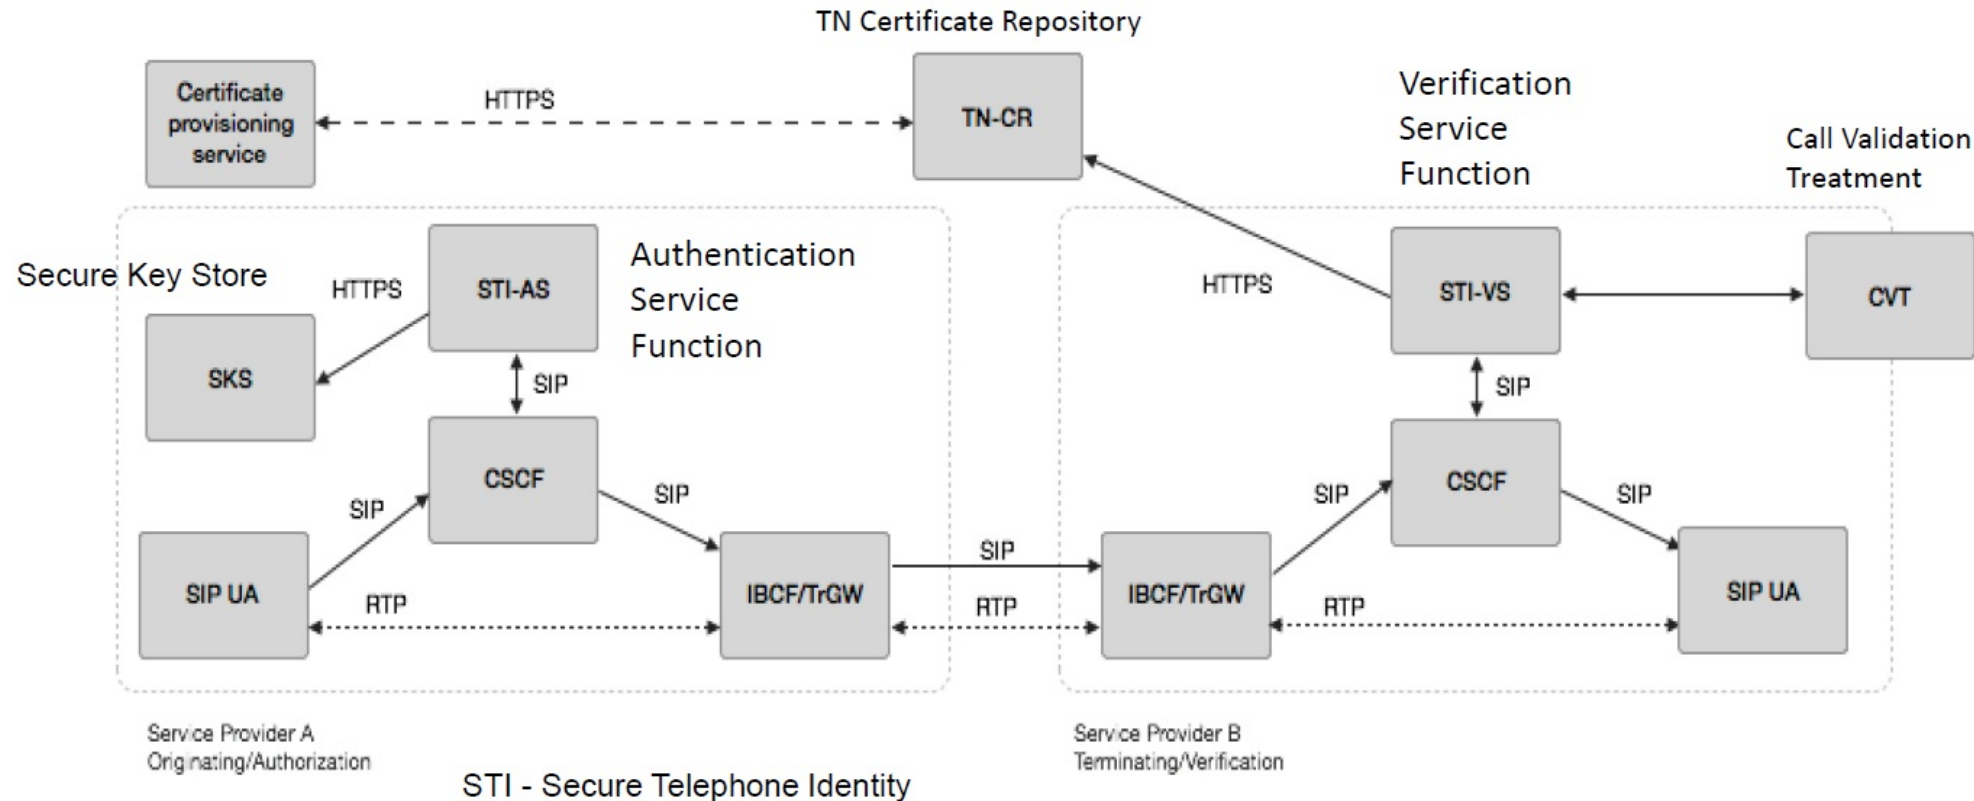 TN Certificate Repository
Certificate
provisioning
service
HTTPS
TN-CR
Verification
Service
Function
Call Validation
Treatment
Secure Key Store
HTTPS
STI-AS
Authentication
Service
Function
HTTPS
STI-VS
CVT
SKS
SIP
SIP
CSCF
SIP
SIP
CSCF
SIP
SIP
SIP UA
RTP
IBCF/TrGW
SIP
RTP
IBCF/TrGW
RTP
SIP UA
Service Provider A
Originating/Authorization
Service Provider B
Terminating/Verification
STI - Secure Telephone Identity